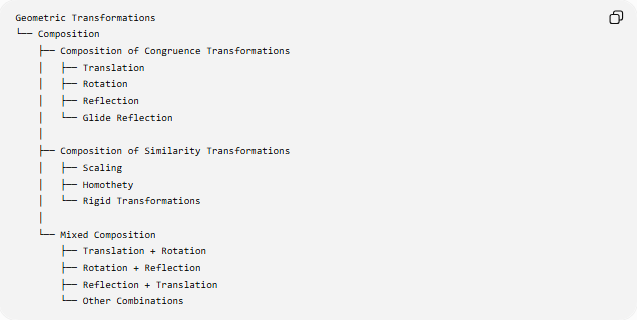 Geometric Transformations
└── Composition
    ├── Composition of Congruence Transformations
    │   ├── Translation
    │   ├── Rotation
    │   ├── Reflection
    │   └── Glide Reflection
    │
    ├── Composition of Similarity Transformations
    │   ├── Scaling
    │   ├── Homothety
    │   └── Rigid Transformations
    │
    └── Mixed Composition
        ├── Translation + Rotation
        ├── Rotation + Reflection
        ├── Reflection + Translation
        └── Other Combinations